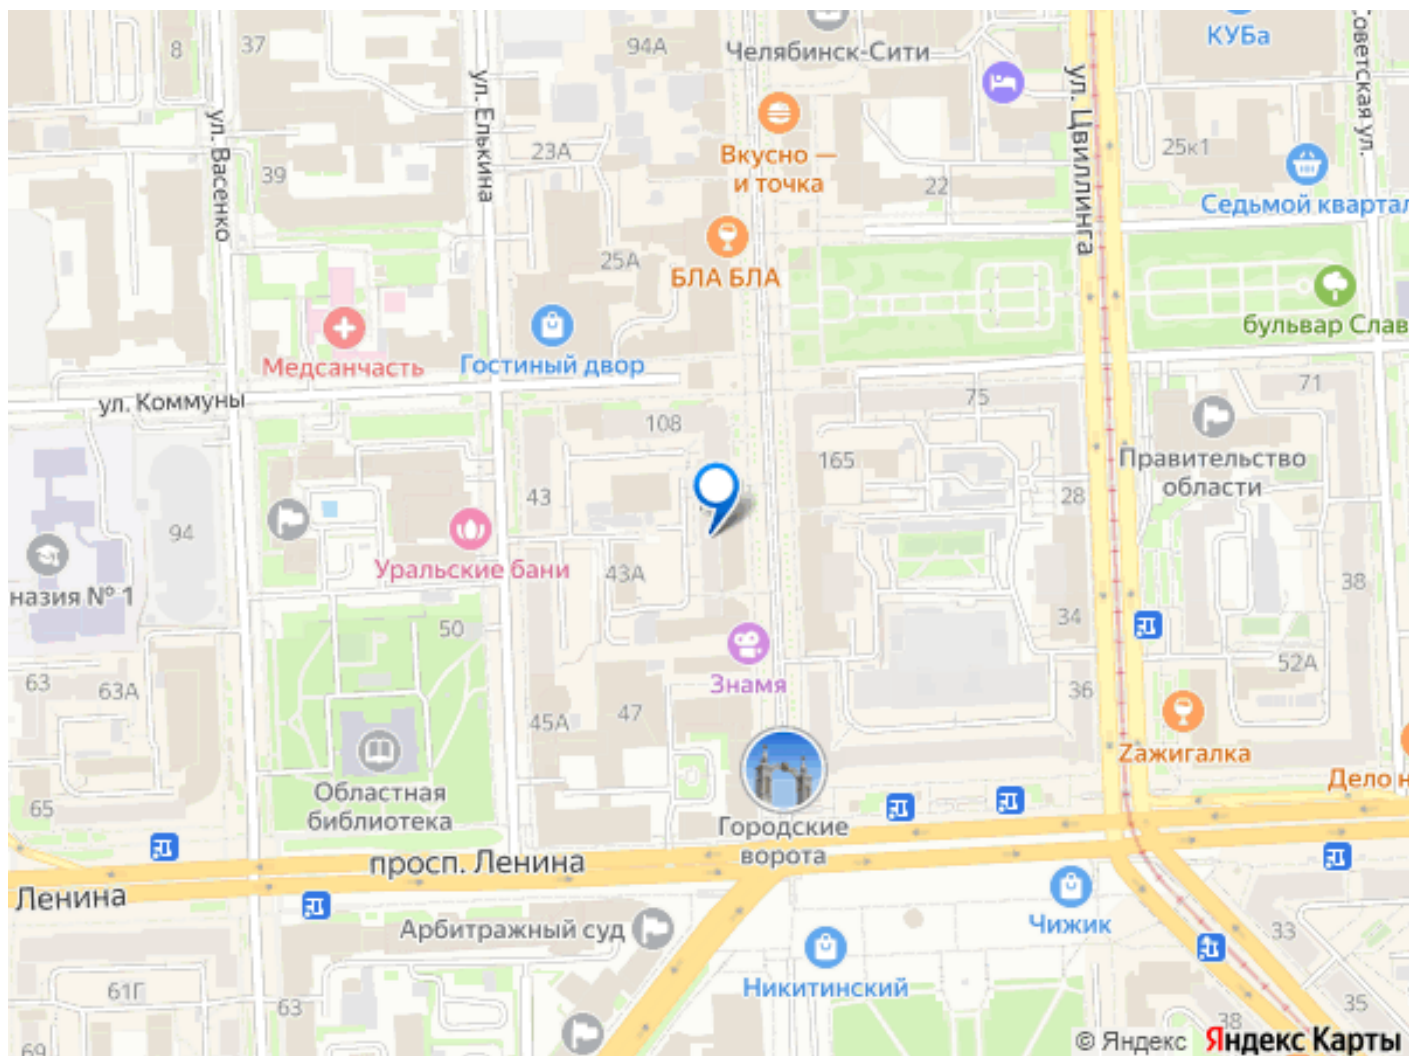 8
37
94А
Челябинск-Сити
КУБа
Советская ул.
ул. Васенко
ул. Елькина
ул. Цвиллинга
Вкусно —
и точка
23А
39
22
25к1
Седьмой квартал
25А
БЛА БЛА
бульвар Слав
Медсанчасть
Гостиный двор
ул. Коммуны
71
75
108
165
Правительство
области
43
28
94
Уральские бани
43А
38
назия № 1
50
34
52А
Знамя
63
63А
45А
47
36
Zажигалка
Дело н
65
Областная
библиотека
Городские
ворота
просп. Ленина
Ленина
Арбитражный суд
Чижик
33
61Г
63
Никитинский
35
38
69
© Яндекс Яндекс Карты